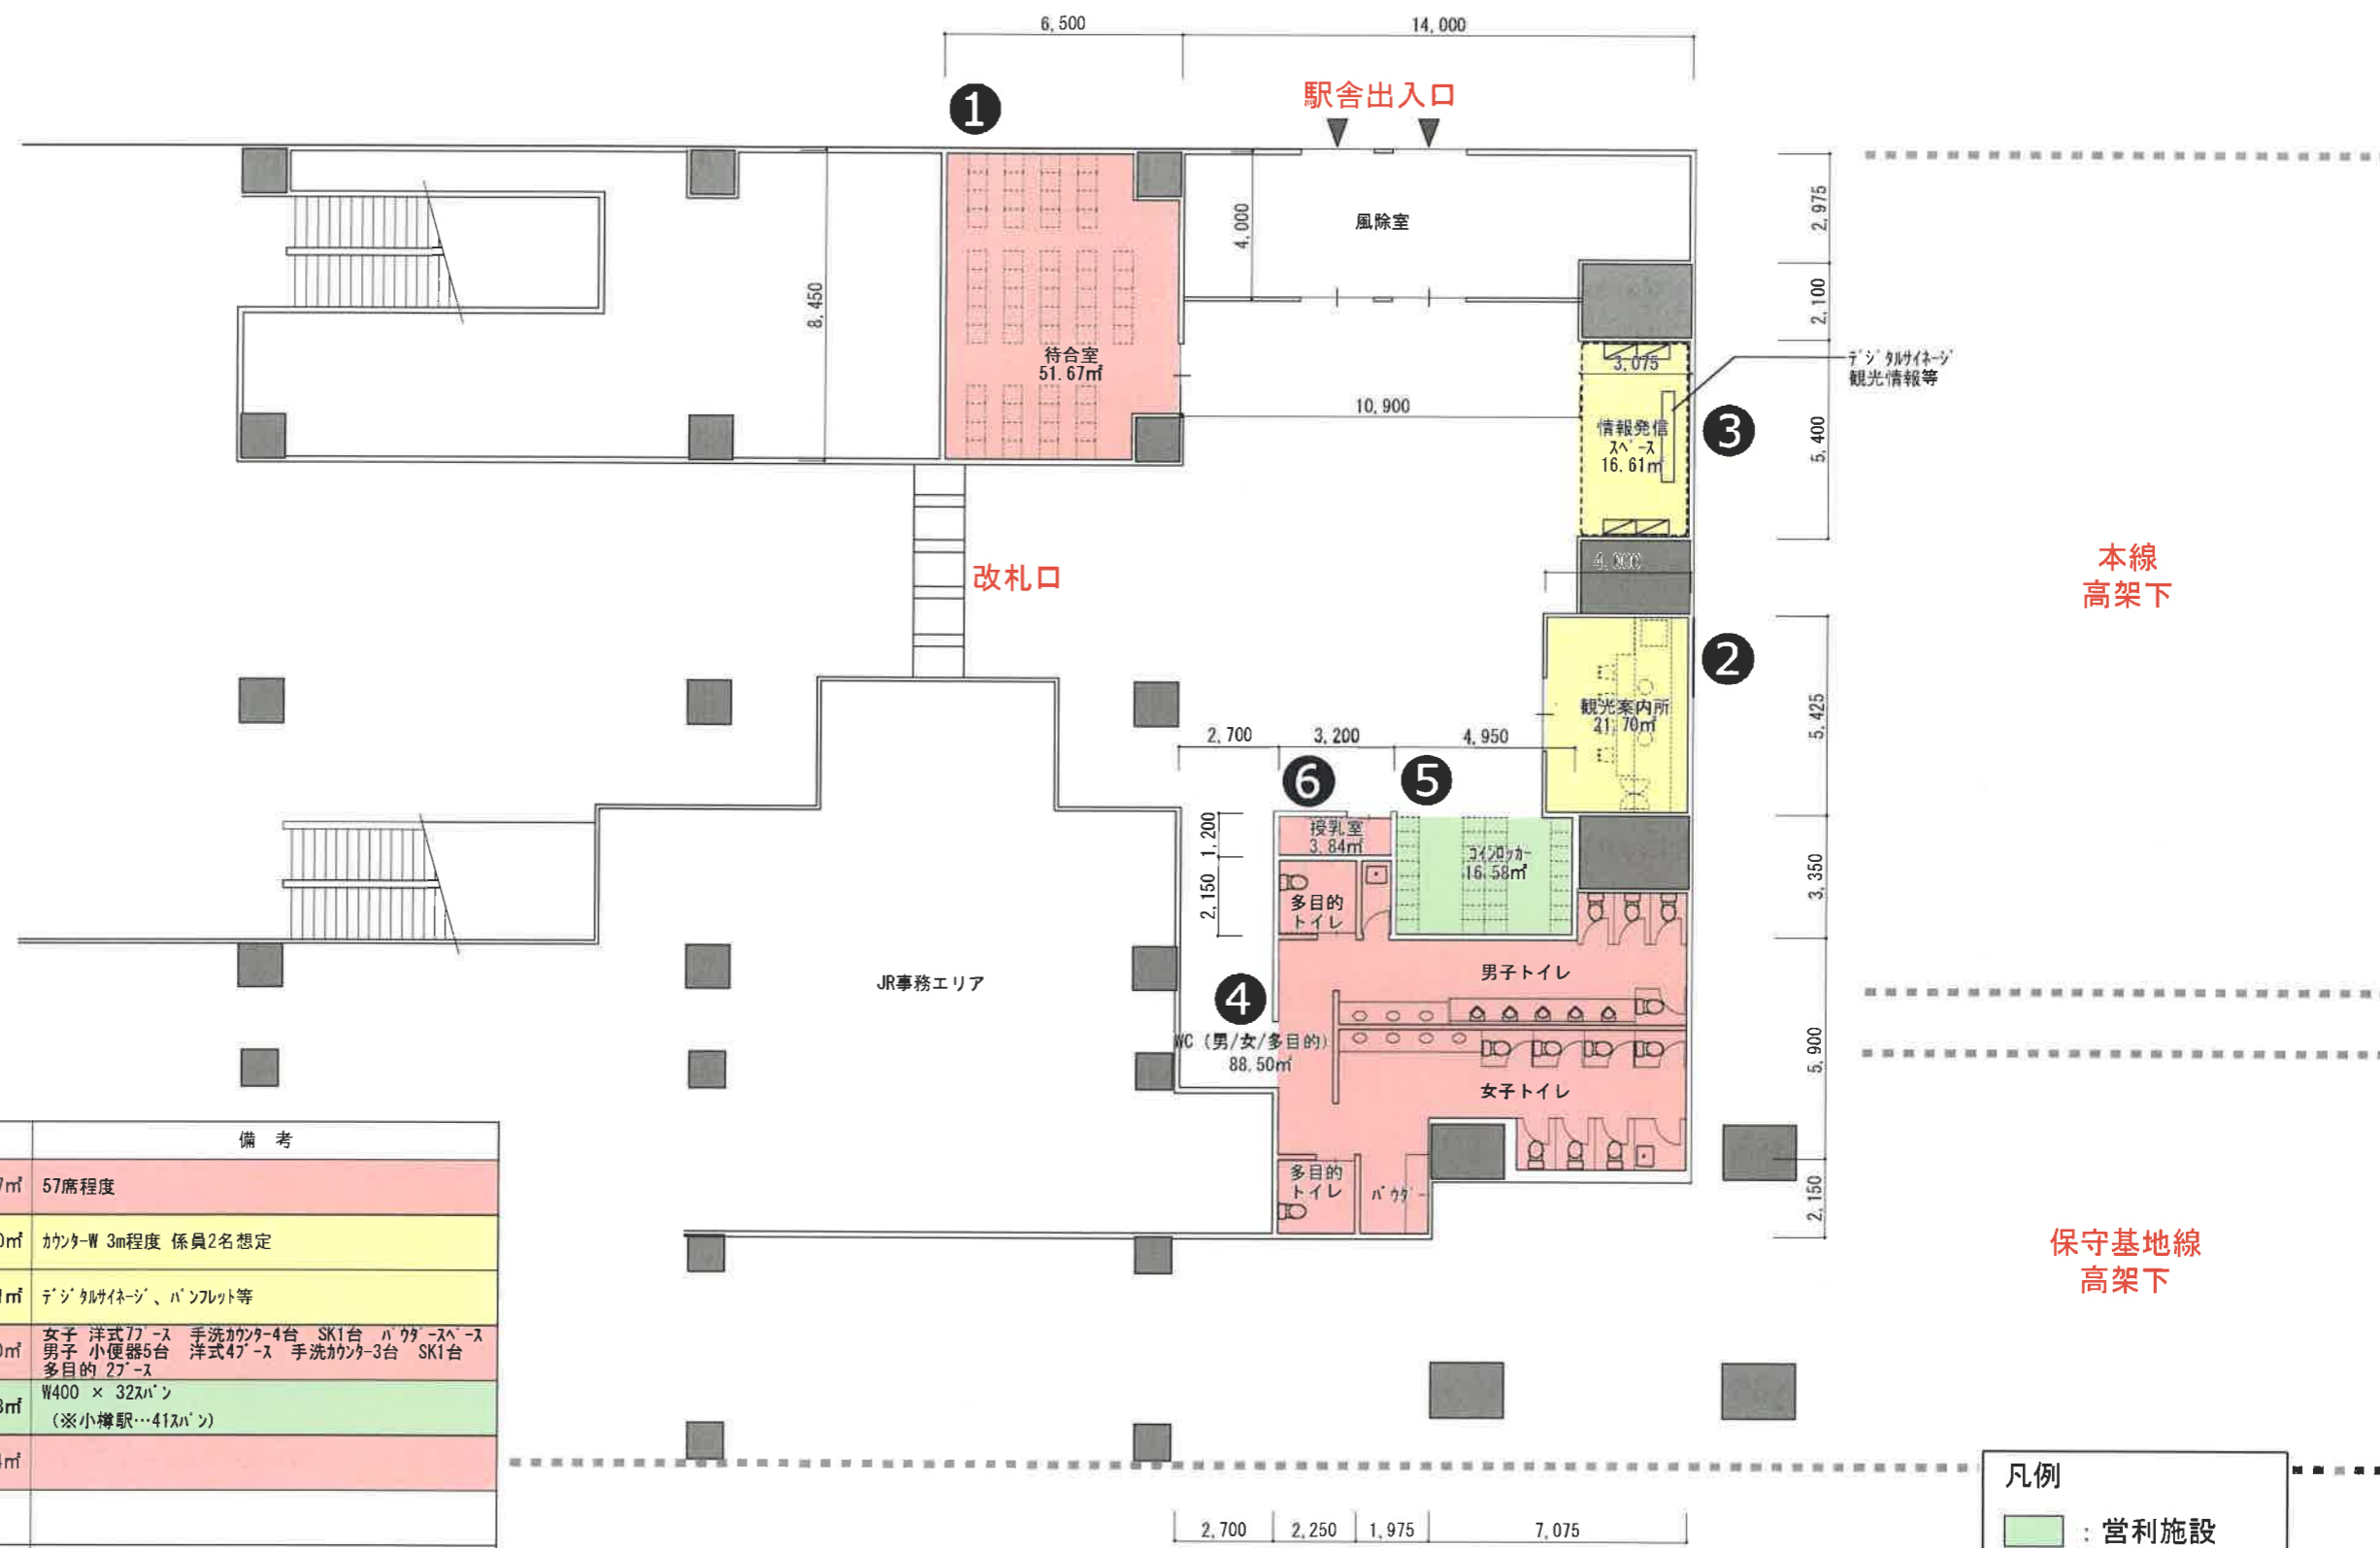 6,500
14,000
❶
駅舎出入口
2,975
4,000
風除室
8,450
2,100
待合室
51.67㎡
3,075
デジタルサイネージ
観光情報等
10,900
情報発信
スペース
16.61㎡
❸
5,400
4,000
改札口
本線
高架下
❷
観光案内所
21.70㎡
5,425
2,700
3,200
4,950
❻
❺
1,200
授乳室
3.84㎡
コインロッカー
16.58㎡
2,150
多目的
トイレ
3,350
男子トイレ
JR事務エリア
❹
WC（男/女/多目的）
88.50㎡
5,900
女子トイレ
多目的
トイレ
パウダー
2,150
保守基地線
高架下
備　考
7㎡ 57席程度
0㎡ カウンターW 3m程度 係員2名想定
1㎡ デジタルサイネージ、パンフレット等
女子 洋式7ブース　手洗カウンター4台　SK1台　パウダースペース
0㎡ 男子 小便器5台　洋式4ブース　手洗カウンター3台　SK1台
多目的 2ブース
W400 × 32スパン
8㎡
（※小樽駅…41スパン）
4㎡
2,700
2,250
1,975
7,075
凡例
：営利施設